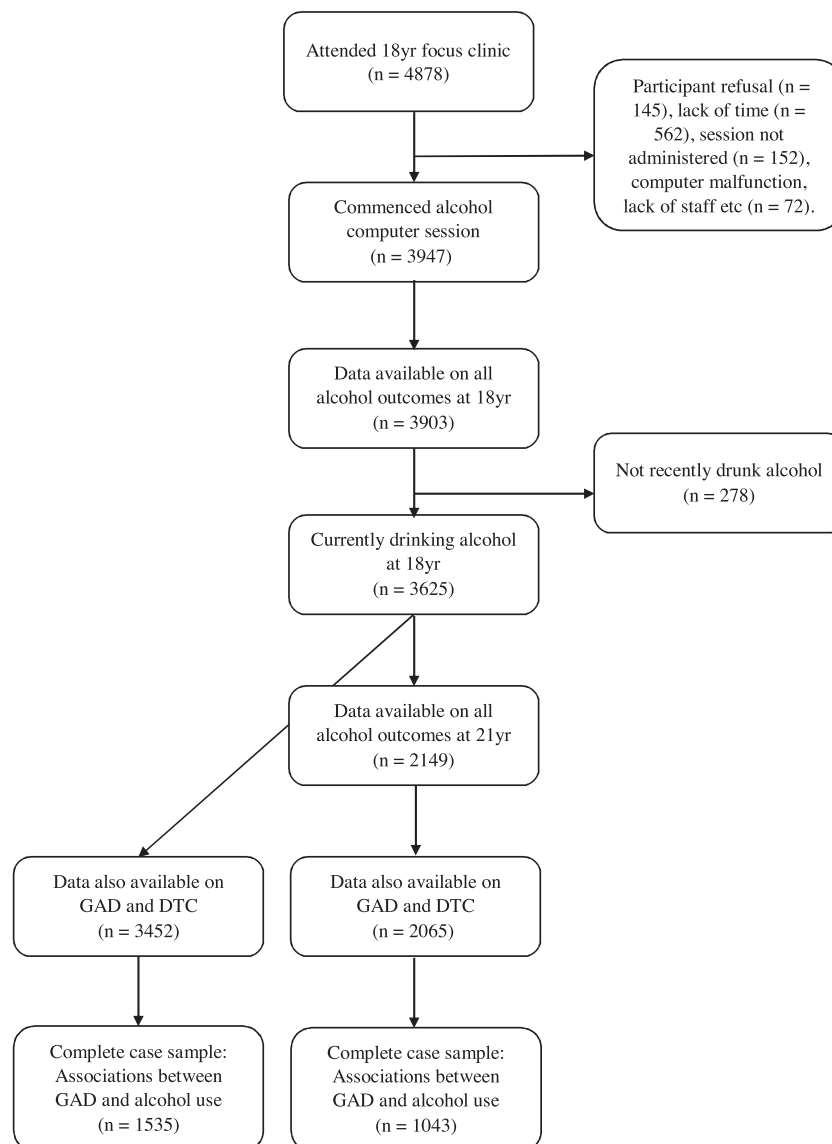 Attended 18yr focus clinic
(n = 4878)
Participant refusal (n =
145), lack of time (n =
562), session not
administered (n = 152),
computer malfunction,
lack of staff etc (n = 72).
Commenced alcohol
computer session
(n = 3947)
Data available on all
alcohol outcomes at 18yr
(n = 3903)
Not recently drunk alcohol
(n = 278)
Currently drinking alcohol
at 18yr
(n = 3625)
Data available on all
alcohol outcomes at 21yr
(n = 2149)
Data also available on
GAD and DTC
(n = 3452)
Data also available on
GAD and DTC
(n = 2065)
Complete case sample:
Associations between
GAD and alcohol use
(n = 1535)
Complete case sample:
Associations between
GAD and alcohol use
(n = 1043)